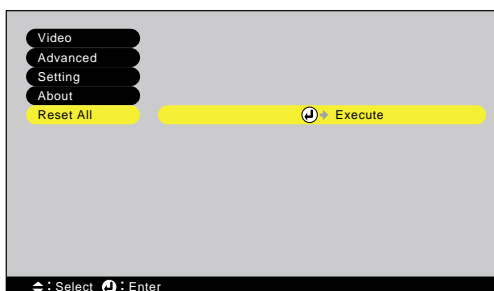 Video
Advanced
Setting
About
Reset All Execute
: Select : Enter